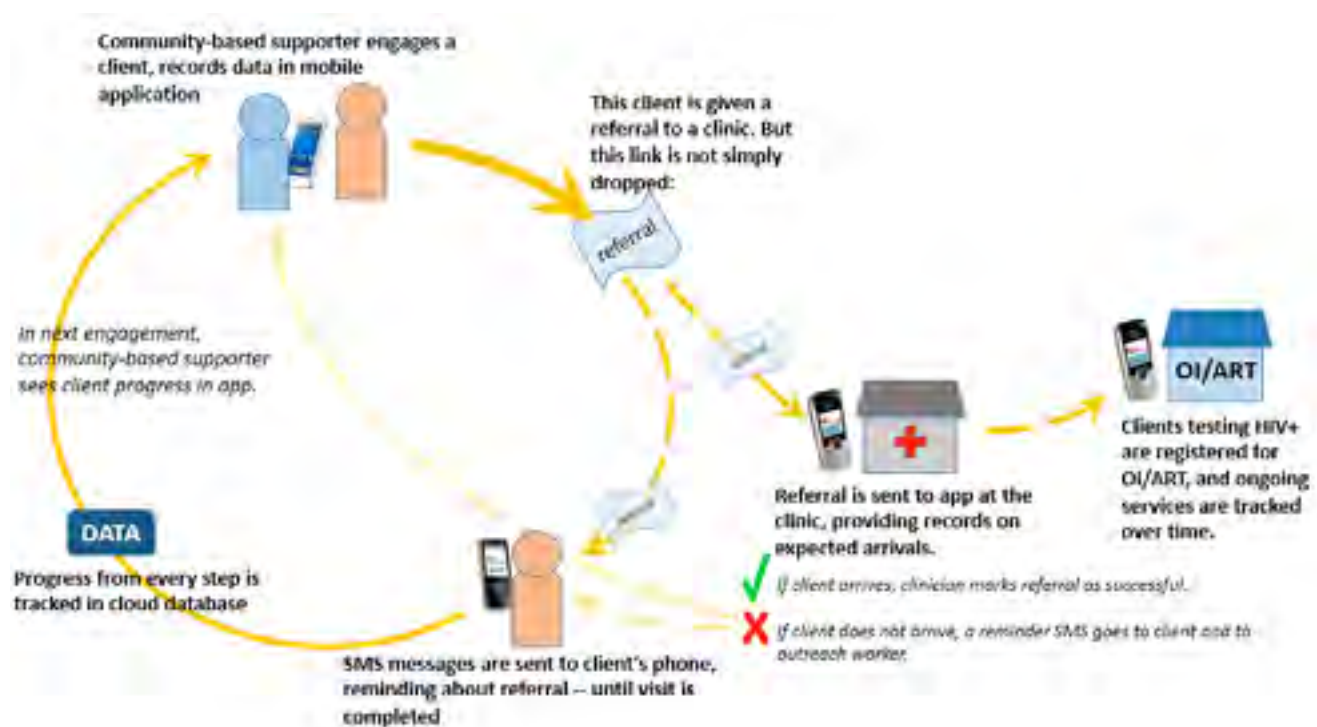 Community-based supporter engages a
client, records data in mobile
application
This client is given a
referral to a clinic. But
this link is not simply
dropped:
referral
In next engagement,
community-based supporter
sees client progress in app.
OI/ART
Clients testing HIV+
are registered for
OI/ART, and ongoing
services are tracked
over time.
Referral is sent to app at the
clinic, providing records on
expected arrivals.
If client arrives, clinician marks referral as successful.
If client does not arrive, a reminder SMS goes to client and to
outreach worker.
DATA
Progress from every step is
tracked in cloud database
SMS messages are sent to client's phone,
reminding about referral -- until visit is
completed